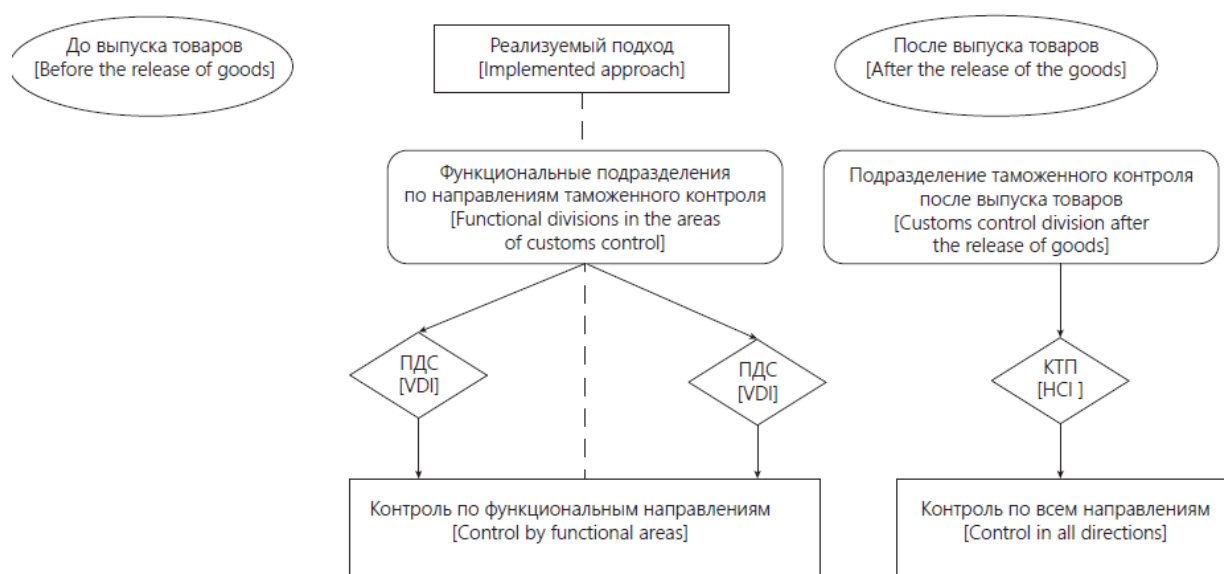 До выпуска товаров
[Before the release of goods]
Реализуемый подход
[Implemented approach]
После выпуска товаров
[After the release of the goods]
Функциональные подразделения
по направлениям таможенного контроля
[Functional divisions in the areas
of customs control]
Подразделение таможенного контроля
после выпуска товаров
[Customs control division after
the release of goods]
ПДС
[VDI]
ПДС
[VDI]
КТП
[HCI ]
Контроль по функциональным направлениям
[Control by functional areas]
Контроль по всем направлениям
[Control in all directions]